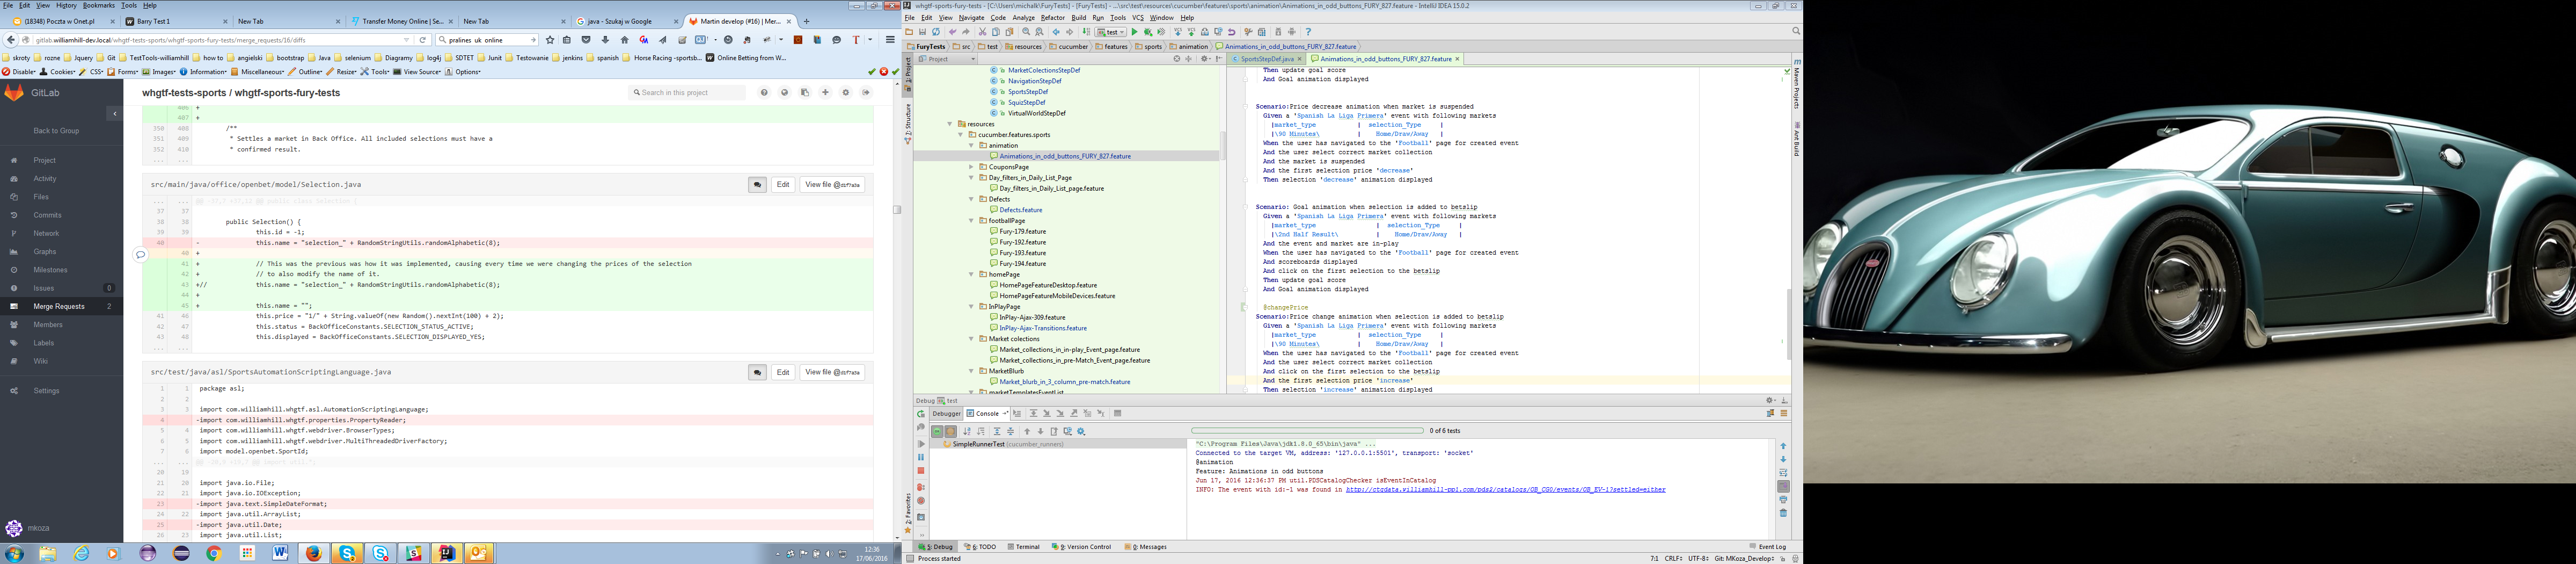 File Edit View History Bookmarks Tools Help
(18348) Poczta w Onet.pl
Barry Test 1
New Tab
Transfer Money Online | Se...
New Tab
java - Szukaj w Google
Martin develop (#16) | Mer...
gitlab.williamhill-dev.local/whgtf-tests-sports/whgtf-sports-fury-tests/merge_requests/16/diffs
pralines uk online
skroty rozne Jquery Git TestTools-williamhill how to angielski bootstrap Java selenium Diagramy log4j SDTET Junit Testowanie jenkins spanish Horse Racing -sportsb... Online Betting from W...
Disable Cookies CSS Forms Images Information Miscellaneous Outline Resize Tools View Source Options
GitLab
whgtf-tests-sports / whgtf-sports-fury-tests
Search in this project
Back to Group
Project
Activity
Files
Commits
Network
Graphs
Milestones
Issues 0
Merge Requests 2
Members
Labels
Wiki
Settings
mkoza
406 +
407 +
350 408 /**
351 409 * Settles a market in Back Office. All included selections must have a
352 410 * confirmed result.
... ...
src/main/java/office/openbet/model/Selection.java
Edit
View file
37 37
38 38 public Selection() {
39 39 this.id = -1;
40 - this.name = "selection_" + RandomStringUtils.randomAlphabetic(8);
40 +
41 + // This was the previous was how it was implemented, causing every time we were changing the prices of the selection
42 + // to also modify the name of it.
43 +// this.name = "selection_" + RandomStringUtils.randomAlphabetic(8);
44 +
45 + this.name = "";
41 46 this.price = "1/" + String.valueOf(new Random().nextInt(100) + 2);
42 47 this.status = BackOfficeConstants.SELECTION_STATUS_ACTIVE;
43 48 this.displayed = BackOfficeConstants.SELECTION_DISPLAYED_YES;
... ...
src/test/java/asl/SportsAutomationScriptingLanguage.java
Edit
View file
1 1 package asl;
2 2
3 3 import com.williamhill.whgtf.asl.AutomationScriptingLanguage;
4 -import com.williamhill.whgtf.properties.PropertyReader;
5 4 import com.williamhill.whgtf.webdriver.BrowserTypes;
6 5 import com.williamhill.whgtf.webdriver.MultiThreadedDriverFactory;
7 6 import model.openbet.SportId;
20 19
21 20 import java.io.File;
22 21 import java.io.IOException;
23 -import java.text.SimpleDateFormat;
24 22 import java.util.ArrayList;
25 -import java.util.Date;
26 23 import java.util.List;
12:36
17/06/2016
whgtf-sports-fury-tests - [C:\Users\michalk\FuryTests] - [FuryTests] - ...\src\test\resources\cucumber\features\sports\animation\Animations_in_odd_buttons_FURY_827.feature - IntelliJ IDEA 15.0.2
File Edit View Navigate Code Analyze Refactor Build Run Tools VCS Window Help
test
FuryTests src test resources cucumber features sports animation Animations_in_odd_buttons_FURY_827.feature
Project
SportsStepDef.java
Animations_in_odd_buttons_FURY_827.feature
1: Project
7: Structure
2: Favorites
Maven Projects
Ant Build
MarketColectionsStepDef
NavigationStepDef
SportsStepDef
SquizStepDef
VirtualWorldStepDef
resources
cucumber.features.sports
animation
Animations_in_odd_buttons_FURY_827.feature
CouponsPage
Day_filters_in_Daily_List_Page
Day_filters_in_Daily_List_page.feature
Defects
Defects.feature
footballPage
Fury-179.feature
Fury-192.feature
Fury-193.feature
Fury-194.feature
homePage
HomePageFeatureDesktop.feature
HomePageFeatureMobileDevices.feature
InPlayPage
InPlay-Ajax-309.feature
InPlay-Ajax-Transitions.feature
Market colections
Market_collections_in_in-play_Event_page.feature
Market_collections_in_pre-Match_Event_page.feature
MarketBlurb
Market_blurb_in_3_column_pre-match.feature
marketTemplatesEventList
Then update goal score
And Goal animation displayed
Scenario:Price decrease animation when market is suspended
Given a 'Spanish La Liga Primera' event with following markets
|market_type | selection_Type |
|\90 Minutes\ | Home/Draw/Away |
When the user has navigated to the 'Football' page for created event
And the user select correct market collection
And the market is suspended
And the first selection price 'decrease'
Then selection 'decrease' animation displayed
Scenario: Goal animation when selection is added to betslip
Given a 'Spanish La Liga Primera' event with following markets
|market_type | selection_Type |
|\2nd Half Result\ | Home/Draw/Away |
And the event and market are in-play
When the user has navigated to the 'Football' page for created event
And scoreboards displayed
And click on the first selection to the betslip
Then update goal score
And Goal animation displayed
@changePrice
Scenario:Price change animation when selection is added to betslip
Given a 'Spanish La Liga Primera' event with following markets
|market_type | selection_Type |
|\90 Minutes\ | Home/Draw/Away |
When the user has navigated to the 'Football' page for created event
And the user select correct market collection
And click on the first selection to the betslip
And the first selection price 'increase'
Then selection 'increase' animation displayed
Debug test
Debugger Console
0 of 6 tests
SimpleRunnerTest (cucumber_runners)
"C:\Program Files\Java\jdk1.8.0_65\bin\java" ...
Connected to the target VM, address: '127.0.0.1:5501', transport: 'socket'
@animation
Feature: Animations in odd buttons
Jun 17, 2016 12:36:37 PM util.PDSCatalogChecker isEventInCatalog
INFO: The event with id:-1 was found in http://ctgdata.williamhill-pp1.com/pds2/catalogs/OB_CG0/events/OB_EV-1?settled=either
5: Debug 6: TODO Terminal 9: Version Control 0: Messages Event Log
Process started
7:1 CRLF UTF-8 Git: MKoza_Develop